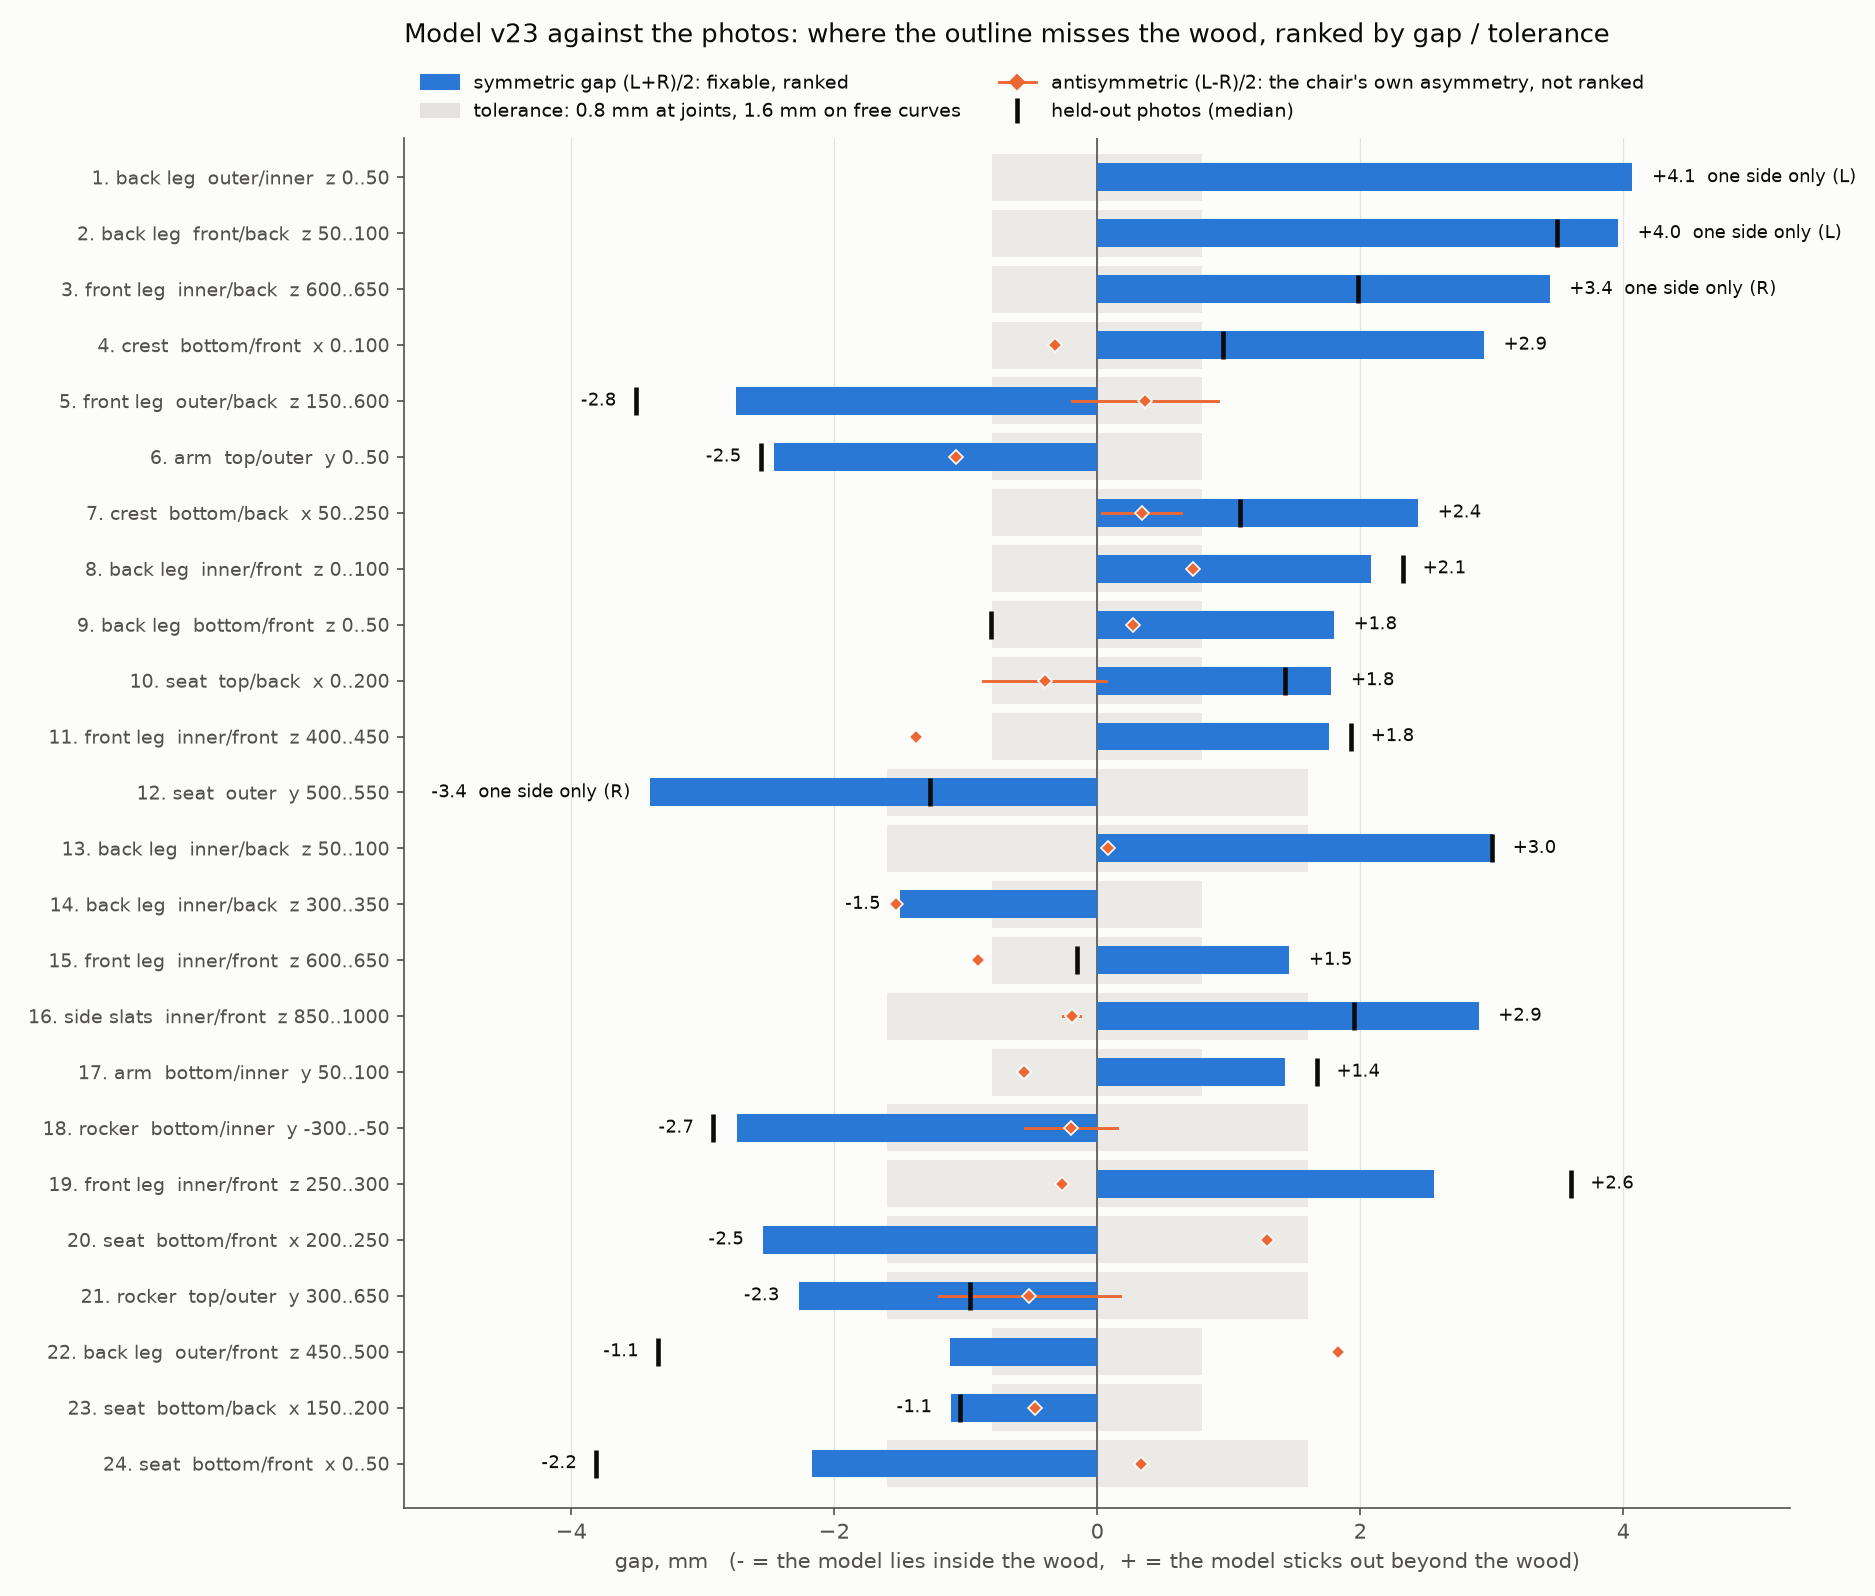 Model v23 against the photos: where the outline misses the wood, ranked by gap / tolerance
symmetric gap (L+R)/2: fixable, ranked
tolerance: 0.8 mm at joints, 1.6 mm on free curves
antisymmetric (L-R)/2: the chair's own asymmetry, not ranked
held-out photos (median)
1. back leg  outer/inner  z 0..50
+4.1  one side only (L)
2. back leg  front/back  z 50..100
+4.0  one side only (L)
3. front leg  inner/back  z 600..650
+3.4  one side only (R)
4. crest  bottom/front  x 0..100
+2.9
5. front leg  outer/back  z 150..600
-2.8
6. arm  top/outer  y 0..50
-2.5
7. crest  bottom/back  x 50..250
+2.4
8. back leg  inner/front  z 0..100
+2.1
9. back leg  bottom/front  z 0..50
+1.8
10. seat  top/back  x 0..200
+1.8
11. front leg  inner/front  z 400..450
+1.8
12. seat  outer  y 500..550
-3.4  one side only (R)
13. back leg  inner/back  z 50..100
+3.0
14. back leg  inner/back  z 300..350
-1.5
15. front leg  inner/front  z 600..650
+1.5
16. side slats  inner/front  z 850..1000
+2.9
17. arm  bottom/inner  y 50..100
+1.4
18. rocker  bottom/inner  y -300..-50
-2.7
19. front leg  inner/front  z 250..300
+2.6
20. seat  bottom/front  x 200..250
-2.5
21. rocker  top/outer  y 300..650
-2.3
22. back leg  outer/front  z 450..500
-1.1
23. seat  bottom/back  x 150..200
-1.1
24. seat  bottom/front  x 0..50
-2.2
−4
−2
0
2
4
gap, mm   (- = the model lies inside the wood,  + = the model sticks out beyond the wood)